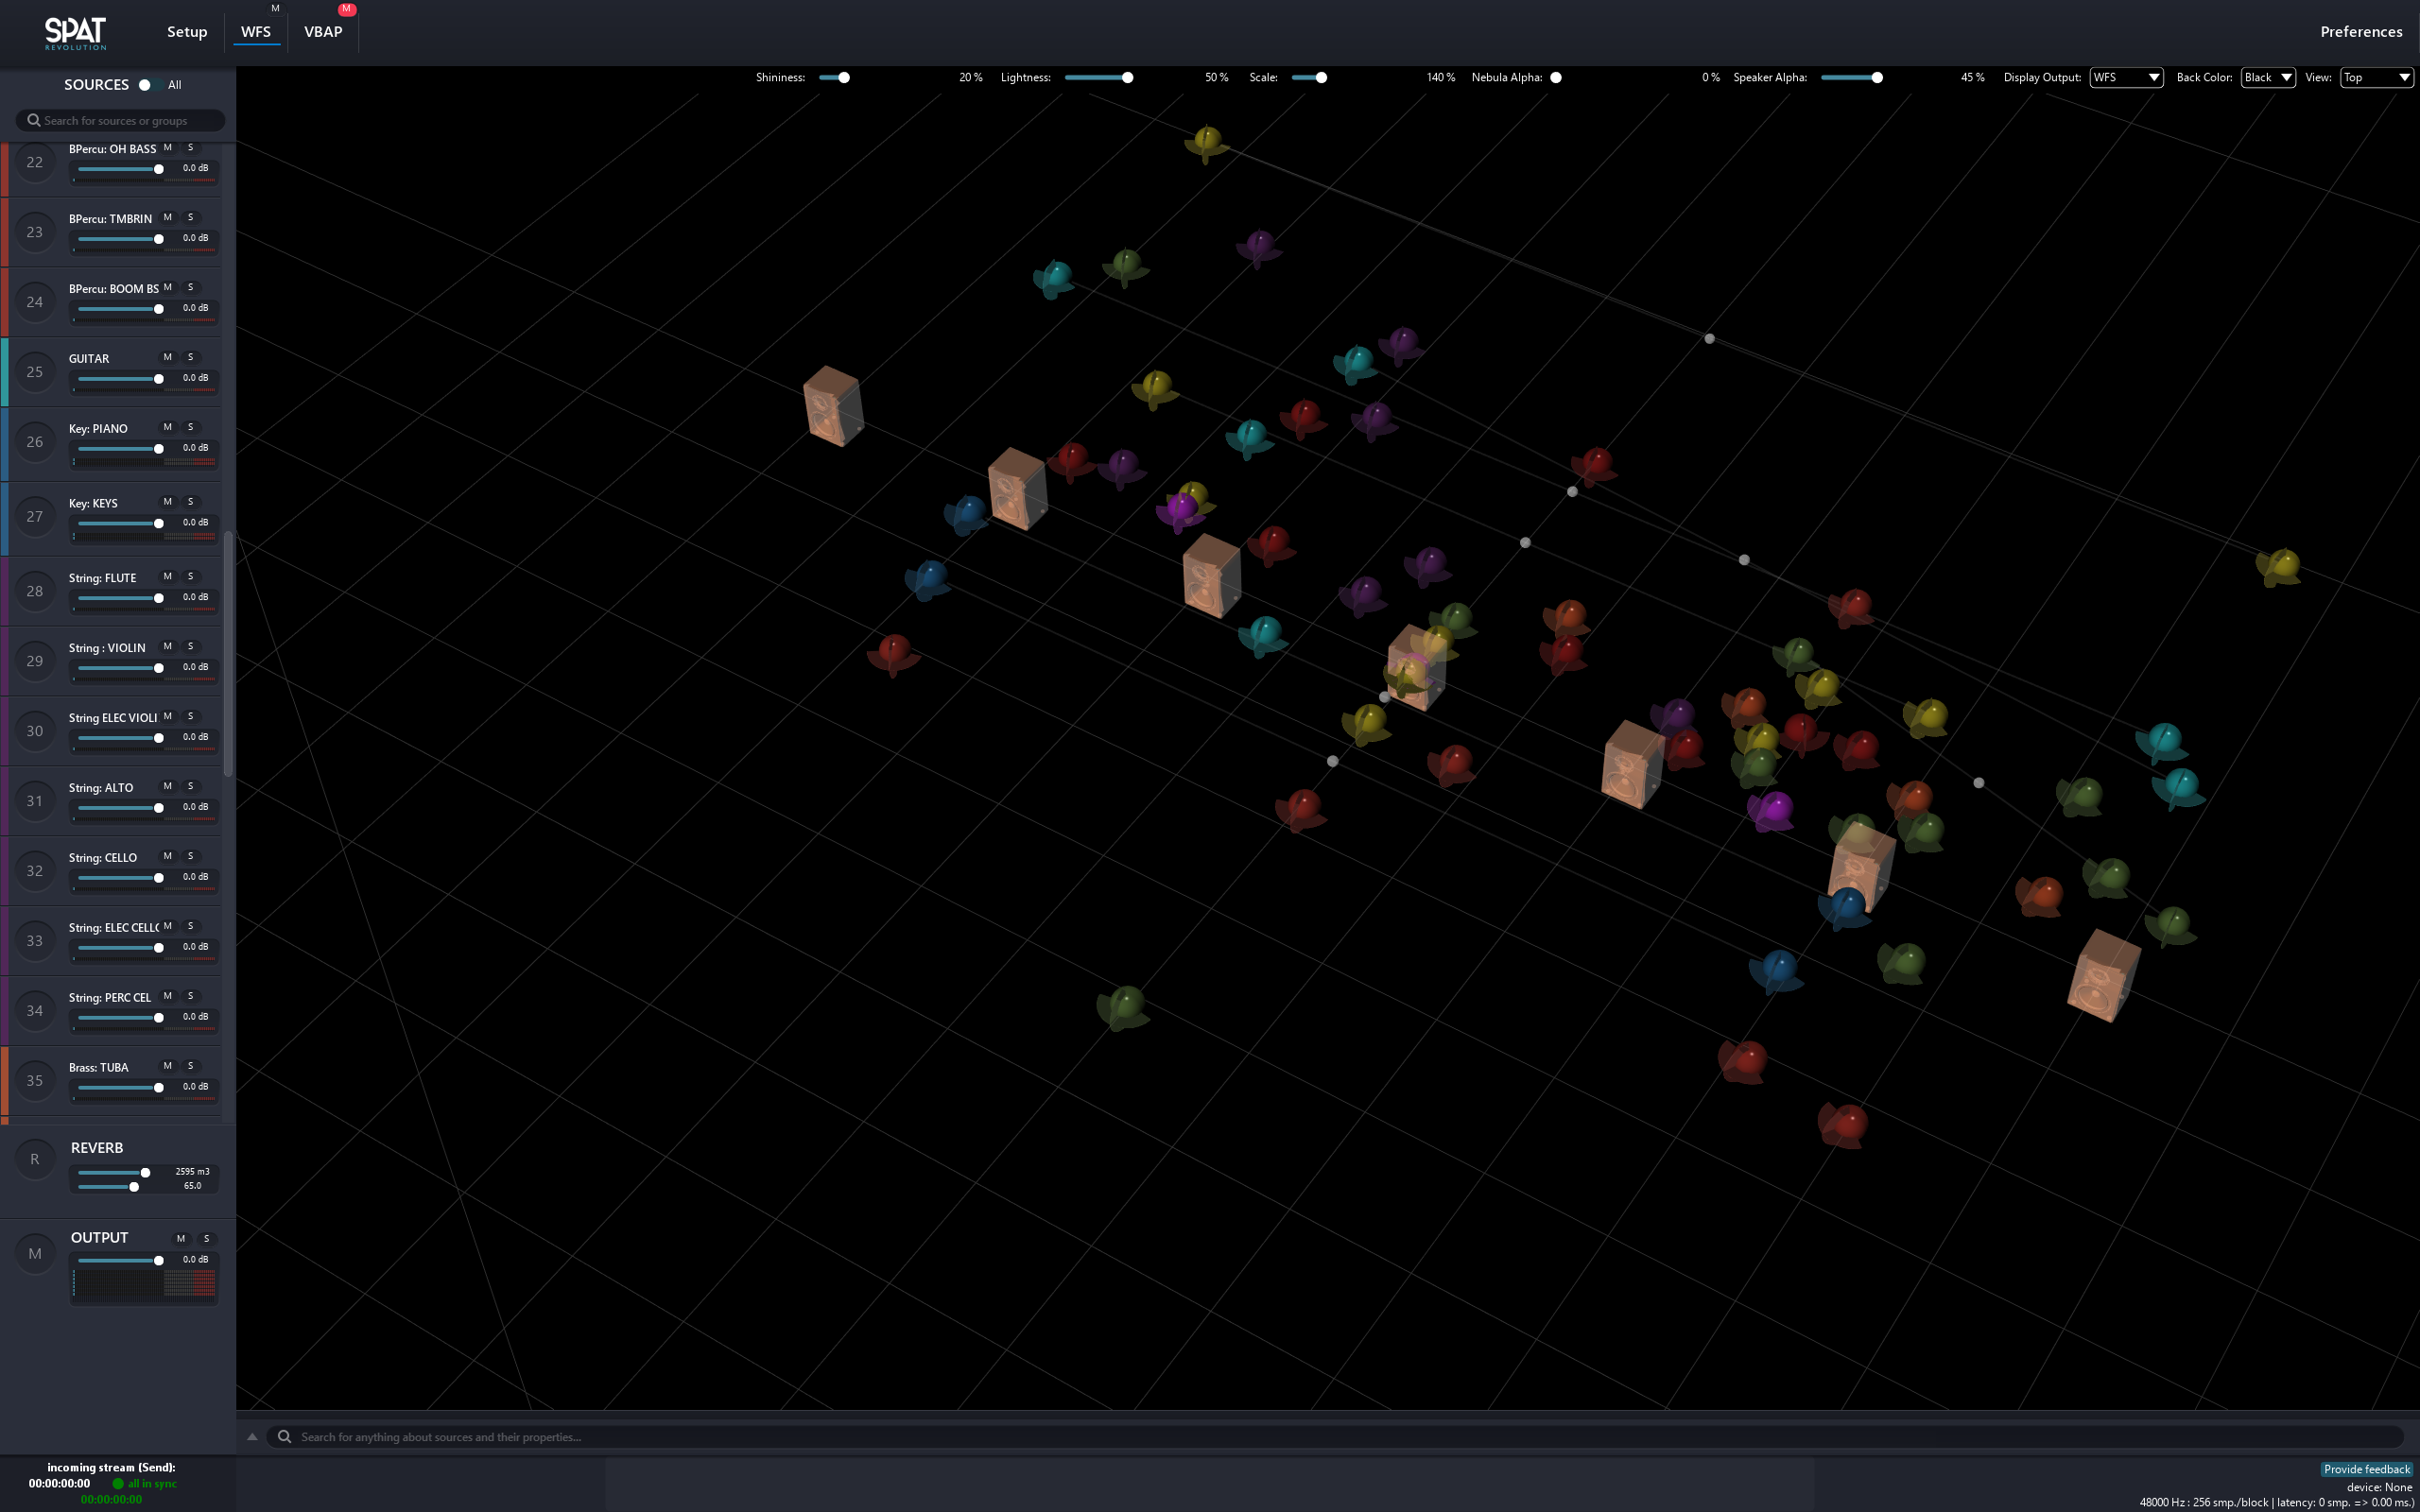 SPAT
REVOLUTION
Setup
M
WFS
M
VBAP
Preferences
SOURCES All
Shininess: 20 % Lightness: 50 % Scale: 140 % Nebula Alpha: 0 % Speaker Alpha: 45 % Display Output: WFS Back Color: Black View: Top
Search for sources or groups
22 BPercu: OH BASS M S
0.0 dB
23 BPercu: TMBRIN M S
0.0 dB
24 BPercu: BOOM BS M S
0.0 dB
25 GUITAR M S
0.0 dB
26 Key: PIANO M S
0.0 dB
27 Key: KEYS M S
0.0 dB
28 String: FLUTE M S
0.0 dB
29 String : VIOLIN M S
0.0 dB
30 String ELEC VIOLI M S
0.0 dB
31 String: ALTO M S
0.0 dB
32 String: CELLO M S
0.0 dB
33 String: ELEC CELLO M S
0.0 dB
34 String: PERC CEL M S
0.0 dB
35 Brass: TUBA M S
0.0 dB
R REVERB
2595 m3
65.0
M OUTPUT M S
0.0 dB
Search for anything about sources and their properties...
incoming stream (Send):
00:00:00:00 all in sync
00:00:00:00
Provide feedback
device: None
48000 Hz : 256 smp./block | latency: 0 smp. => 0.00 ms.)